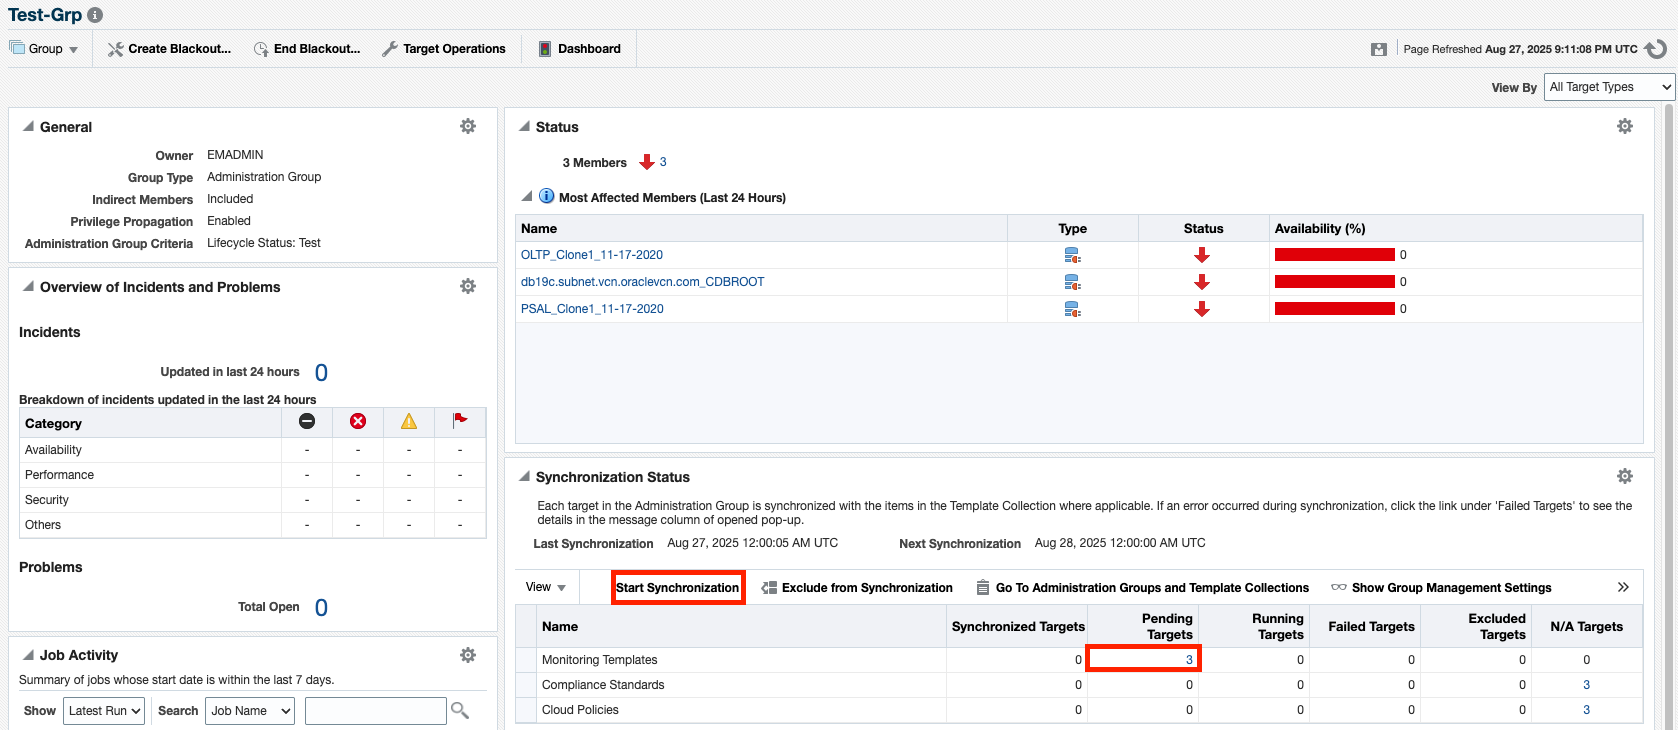 Test-Grp
Group
Create Blackout...
End Blackout...
Target Operations
Dashboard
Page Refreshed Aug 27, 2025 9:11:08 PM UTC
View By All Target Types
General
Owner EMADMIN
Group Type Administration Group
Indirect Members Included
Privilege Propagation Enabled
Administration Group Criteria Lifecycle Status: Test
Overview of Incidents and Problems
Incidents
Updated in last 24 hours 0
Breakdown of incidents updated in the last 24 hours
Category
Availability - - - -
Performance - - - -
Security - - - -
Others - - - -
Problems
Total Open 0
Job Activity
Summary of jobs whose start date is within the last 7 days.
Show Latest Run Search Job Name
Status
3 Members 3
Most Affected Members (Last 24 Hours)
Name Type Status Availability (%)
OLTP_Clone1_11-17-2020 0
db19c.subnet.vcn.oraclevcn.com_CDBROOT 0
PSAL_Clone1_11-17-2020 0
Synchronization Status
Each target in the Administration Group is synchronized with the items in the Template Collection where applicable. If an error occurred during synchronization, click the link under 'Failed Targets' to see the
details in the message column of opened pop-up.
Last Synchronization Aug 27, 2025 12:00:05 AM UTC Next Synchronization Aug 28, 2025 12:00:00 AM UTC
View Start Synchronization Exclude from Synchronization Go To Administration Groups and Template Collections Show Group Management Settings »
Name Synchronized Targets Pending Targets Running Targets Failed Targets Excluded Targets N/A Targets
Monitoring Templates 0 3 0 0 0 0
Compliance Standards 0 0 0 0 0 3
Cloud Policies 0 0 0 0 0 3